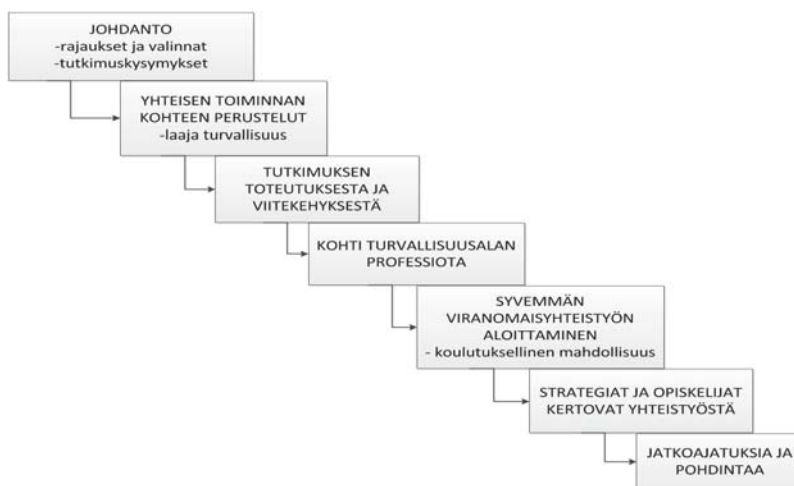 JOHDANTO
-rajaukset ja valinnat
-tutkimuskysymykset
YHTEISEN TOIMINNAN
KOHTEEN PERUSTELUT
-laaja turvallisuus
TUTKIMUKSEN
TOTEUTUKSESTA JA
VIITEKEHYKSESTÄ
KOHTI TURVALLISUUSALAN
PROFESSIOTA
SYVEMMÄN
VIRANOMAISYHTEISTYÖN
ALOITTAMINEN
- koulutuksellinen mahdollisuus
STRATEGIAT JA OPISKELIJAT
KERTOVAT YHTEISTYÖSTÄ
JATKOAJATUKSIA JA
POHDINTAA